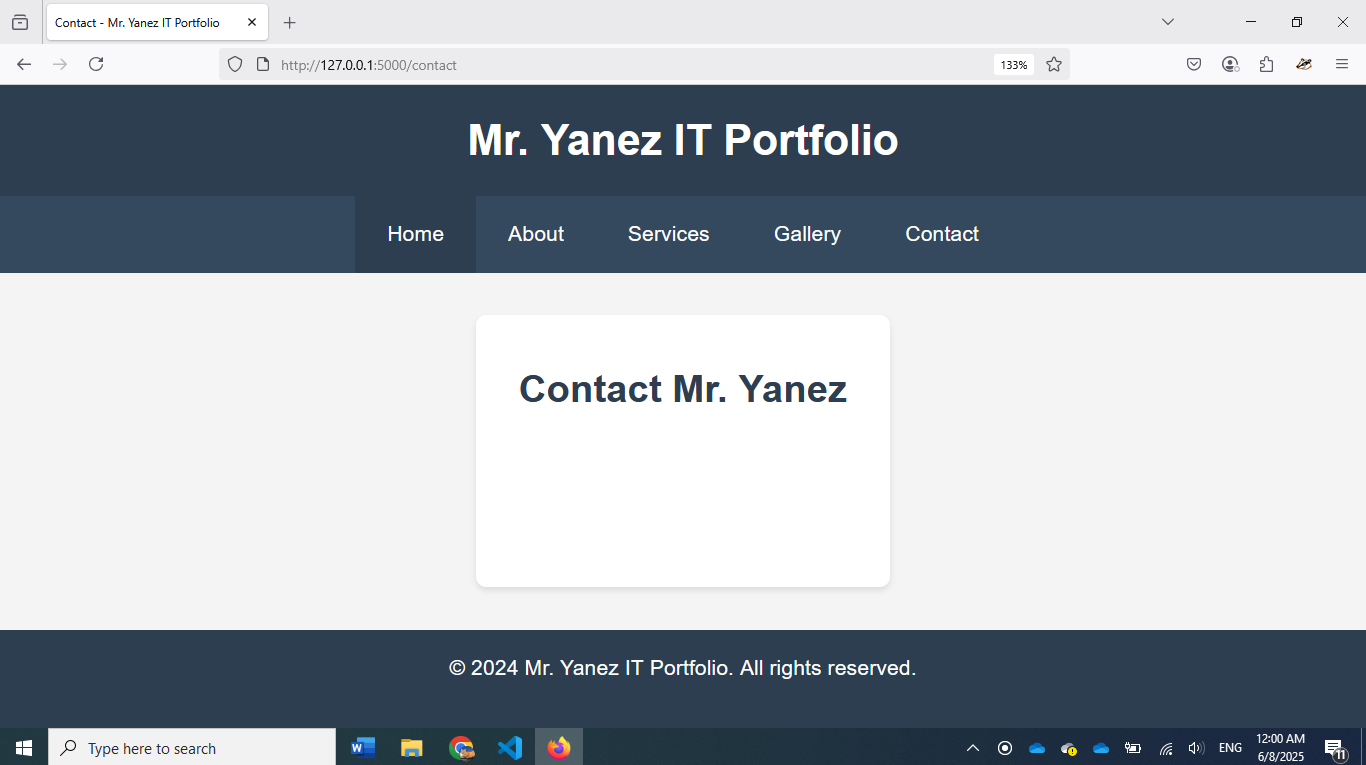 Contact - Mr. Yanez IT Portfolio
http://127.0.0.1:5000/contact
133%
Mr. Yanez IT Portfolio
Home About Services Gallery Contact
Contact Mr. Yanez
© 2024 Mr. Yanez IT Portfolio. All rights reserved.
Type here to search
W
ENG
12:00 AM
6/8/2025
11